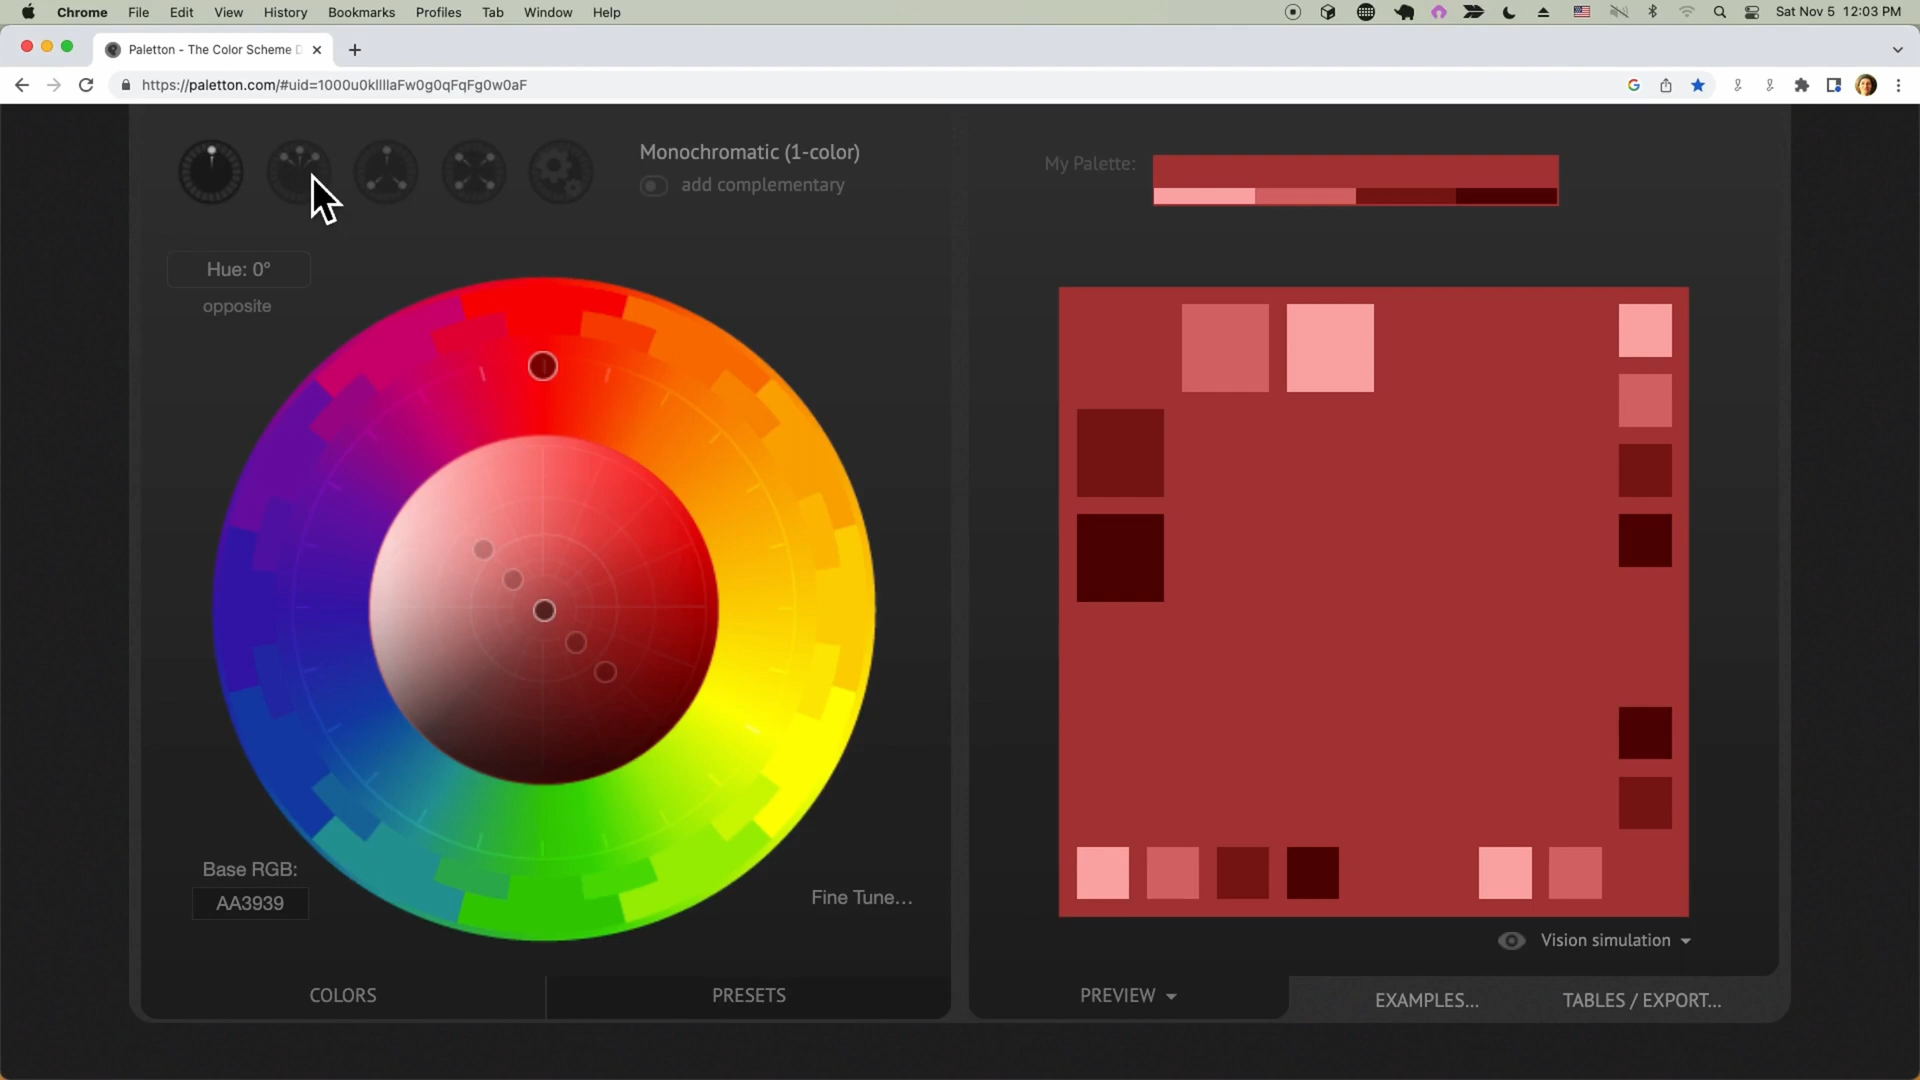 Chrome File Edit View History Bookmarks Profiles Tab Window Help Sat Nov 5 12:03 PM
Paletton - The Color Scheme D
https://paletton.com/#uid=1000u0kllllaFw0g0qFqFg0w0aF
Monochromatic (1-color)
add complementary
My Palette:
Hue: 0°
opposite
Base RGB:
AA3939
Fine Tune...
Vision simulation
COLORS
PRESETS
PREVIEW
EXAMPLES...
TABLES / EXPORT...